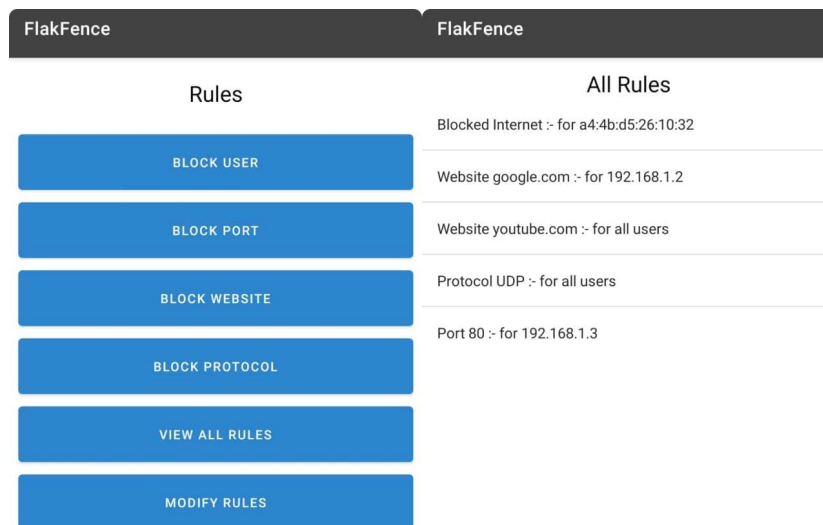 FlakFence
Rules
BLOCK USER
BLOCK PORT
BLOCK WEBSITE
BLOCK PROTOCOL
VIEW ALL RULES
MODIFY RULES
FlakFence
All Rules
Blocked Internet :- for a4:4b:d5:26:10:32
Website google.com :- for 192.168.1.2
Website youtube.com :- for all users
Protocol UDP :- for all users
Port 80 :- for 192.168.1.3